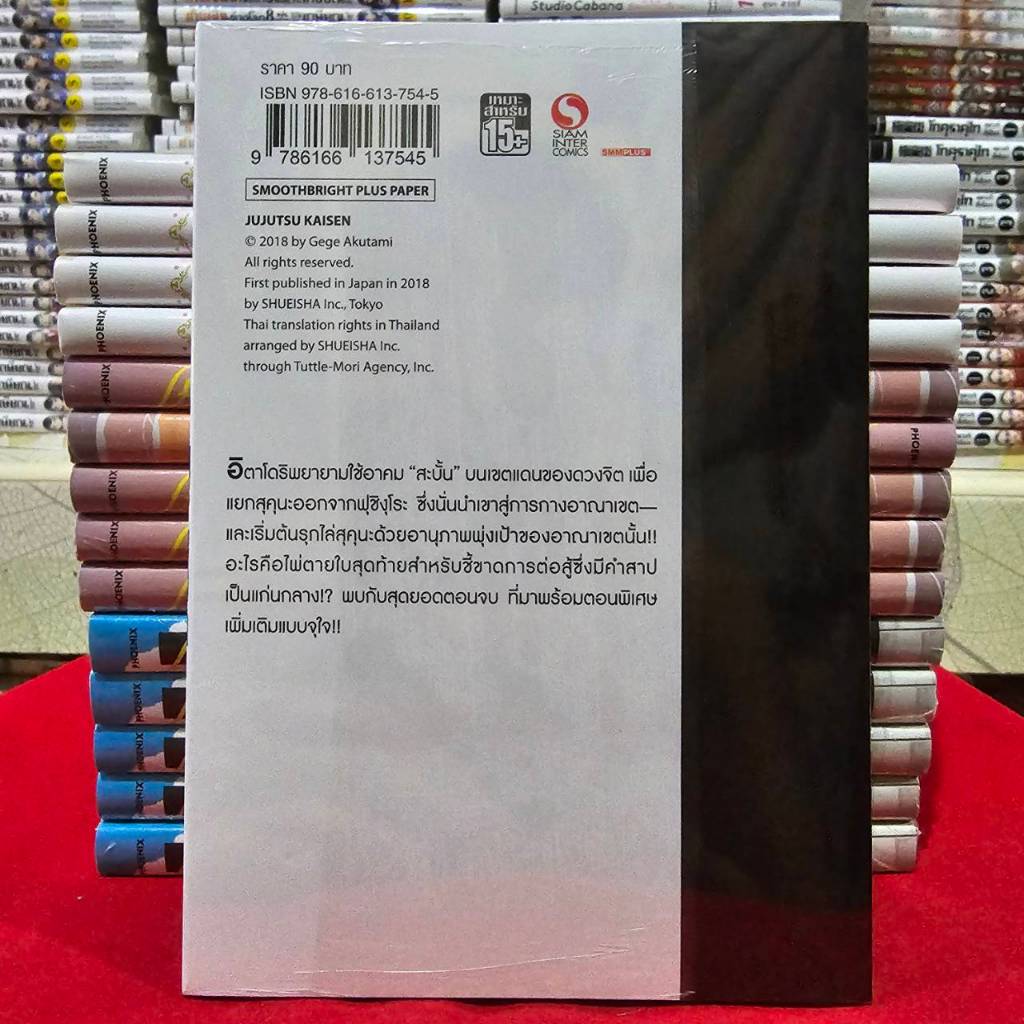 Studio Cabana
ราคา 90 บาท
ISBN 978-616-613-754-5
9 786166 137545
เหมาะ
สำหรับ
15+
SIAM
INTER
COMICS
SMMPLUS
SMOOTHBRIGHT PLUS PAPER
JUJUTSU KAISEN
© 2018 by Gege Akutami
All rights reserved.
First published in Japan in 2018
by SHUEISHA Inc., Tokyo
Thai translation rights in Thailand
arranged by SHUEISHA Inc.
through Tuttle-Mori Agency, Inc.
อิตาโดริพยายามใช้อาคม “สะบั้น” บนเขตแดนของดวงจิต เพื่อ
แยกสุคุนะออกจากฟุชิงุโระ ซึ่งนั่นนำเขาสู่การกางอาณาเขต—
และเริ่มต้นรุกไล่สุคุนะด้วยอานุภาพพุ่งเป้าของอาณาเขตนั้น!!
อะไรคือไพ่ตายใบสุดท้ายสำหรับชี้ขาดการต่อสู้ซึ่งมีคำสาป
เป็นแก่นกลาง!? พบกับสุดยอดตอนจบ ที่มาพร้อมตอนพิเศษ
เพิ่มเติมแบบจุใจ!!
PHOENIX
PHOENIX
PHOENIX
PHOENIX
PHOENIX
PHOENIX
PHOENIX
PHOENIX
PHOENIX
PHOENIX
PHOENIX
PHOENIX
PHOENIX
PHOENIX